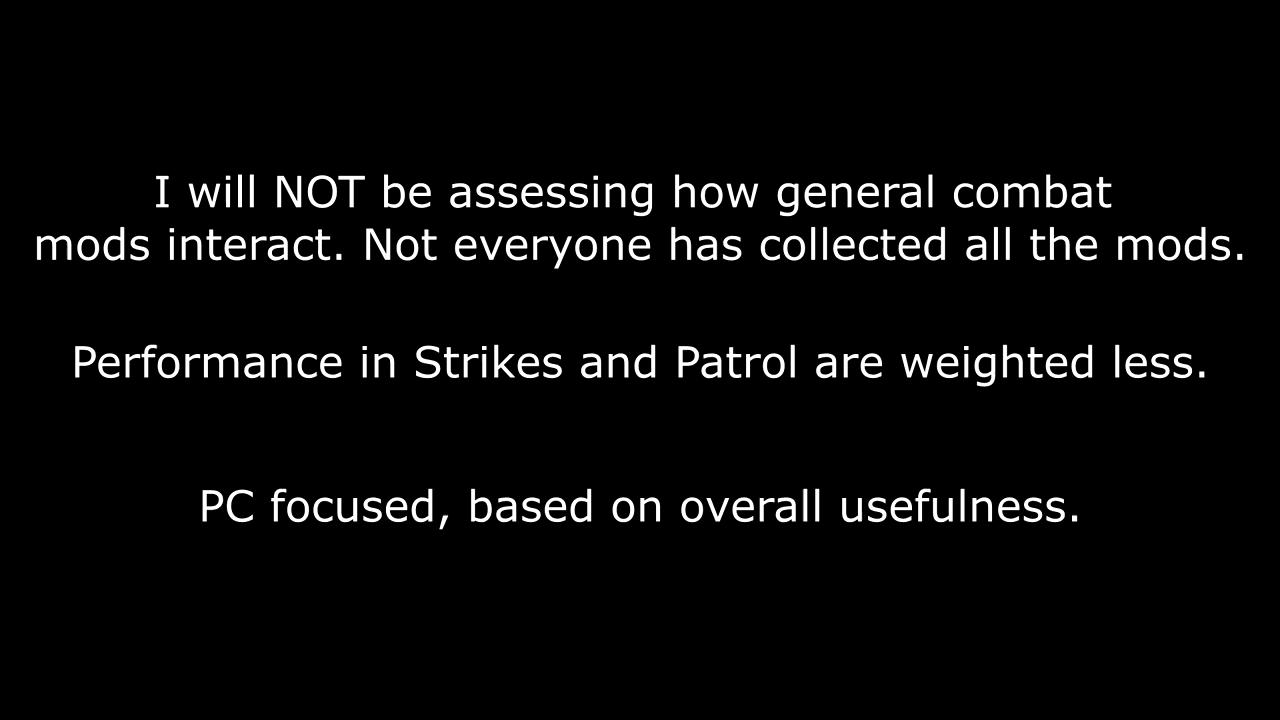 I will NOT be assessing how general combat
mods interact. Not everyone has collected all the mods.
Performance in Strikes and Patrol are weighted less.
PC focused, based on overall usefulness.